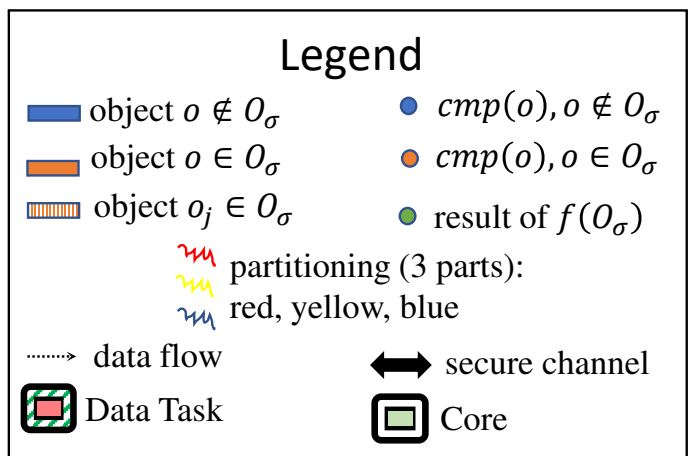 Legend
object o ∉ O_σ
cmp(o), o ∉ O_σ
object o ∈ O_σ
cmp(o), o ∈ O_σ
object o_j ∈ O_σ
result of f(O_σ)
partitioning (3 parts):
red, yellow, blue
data flow
secure channel
Data Task
Core